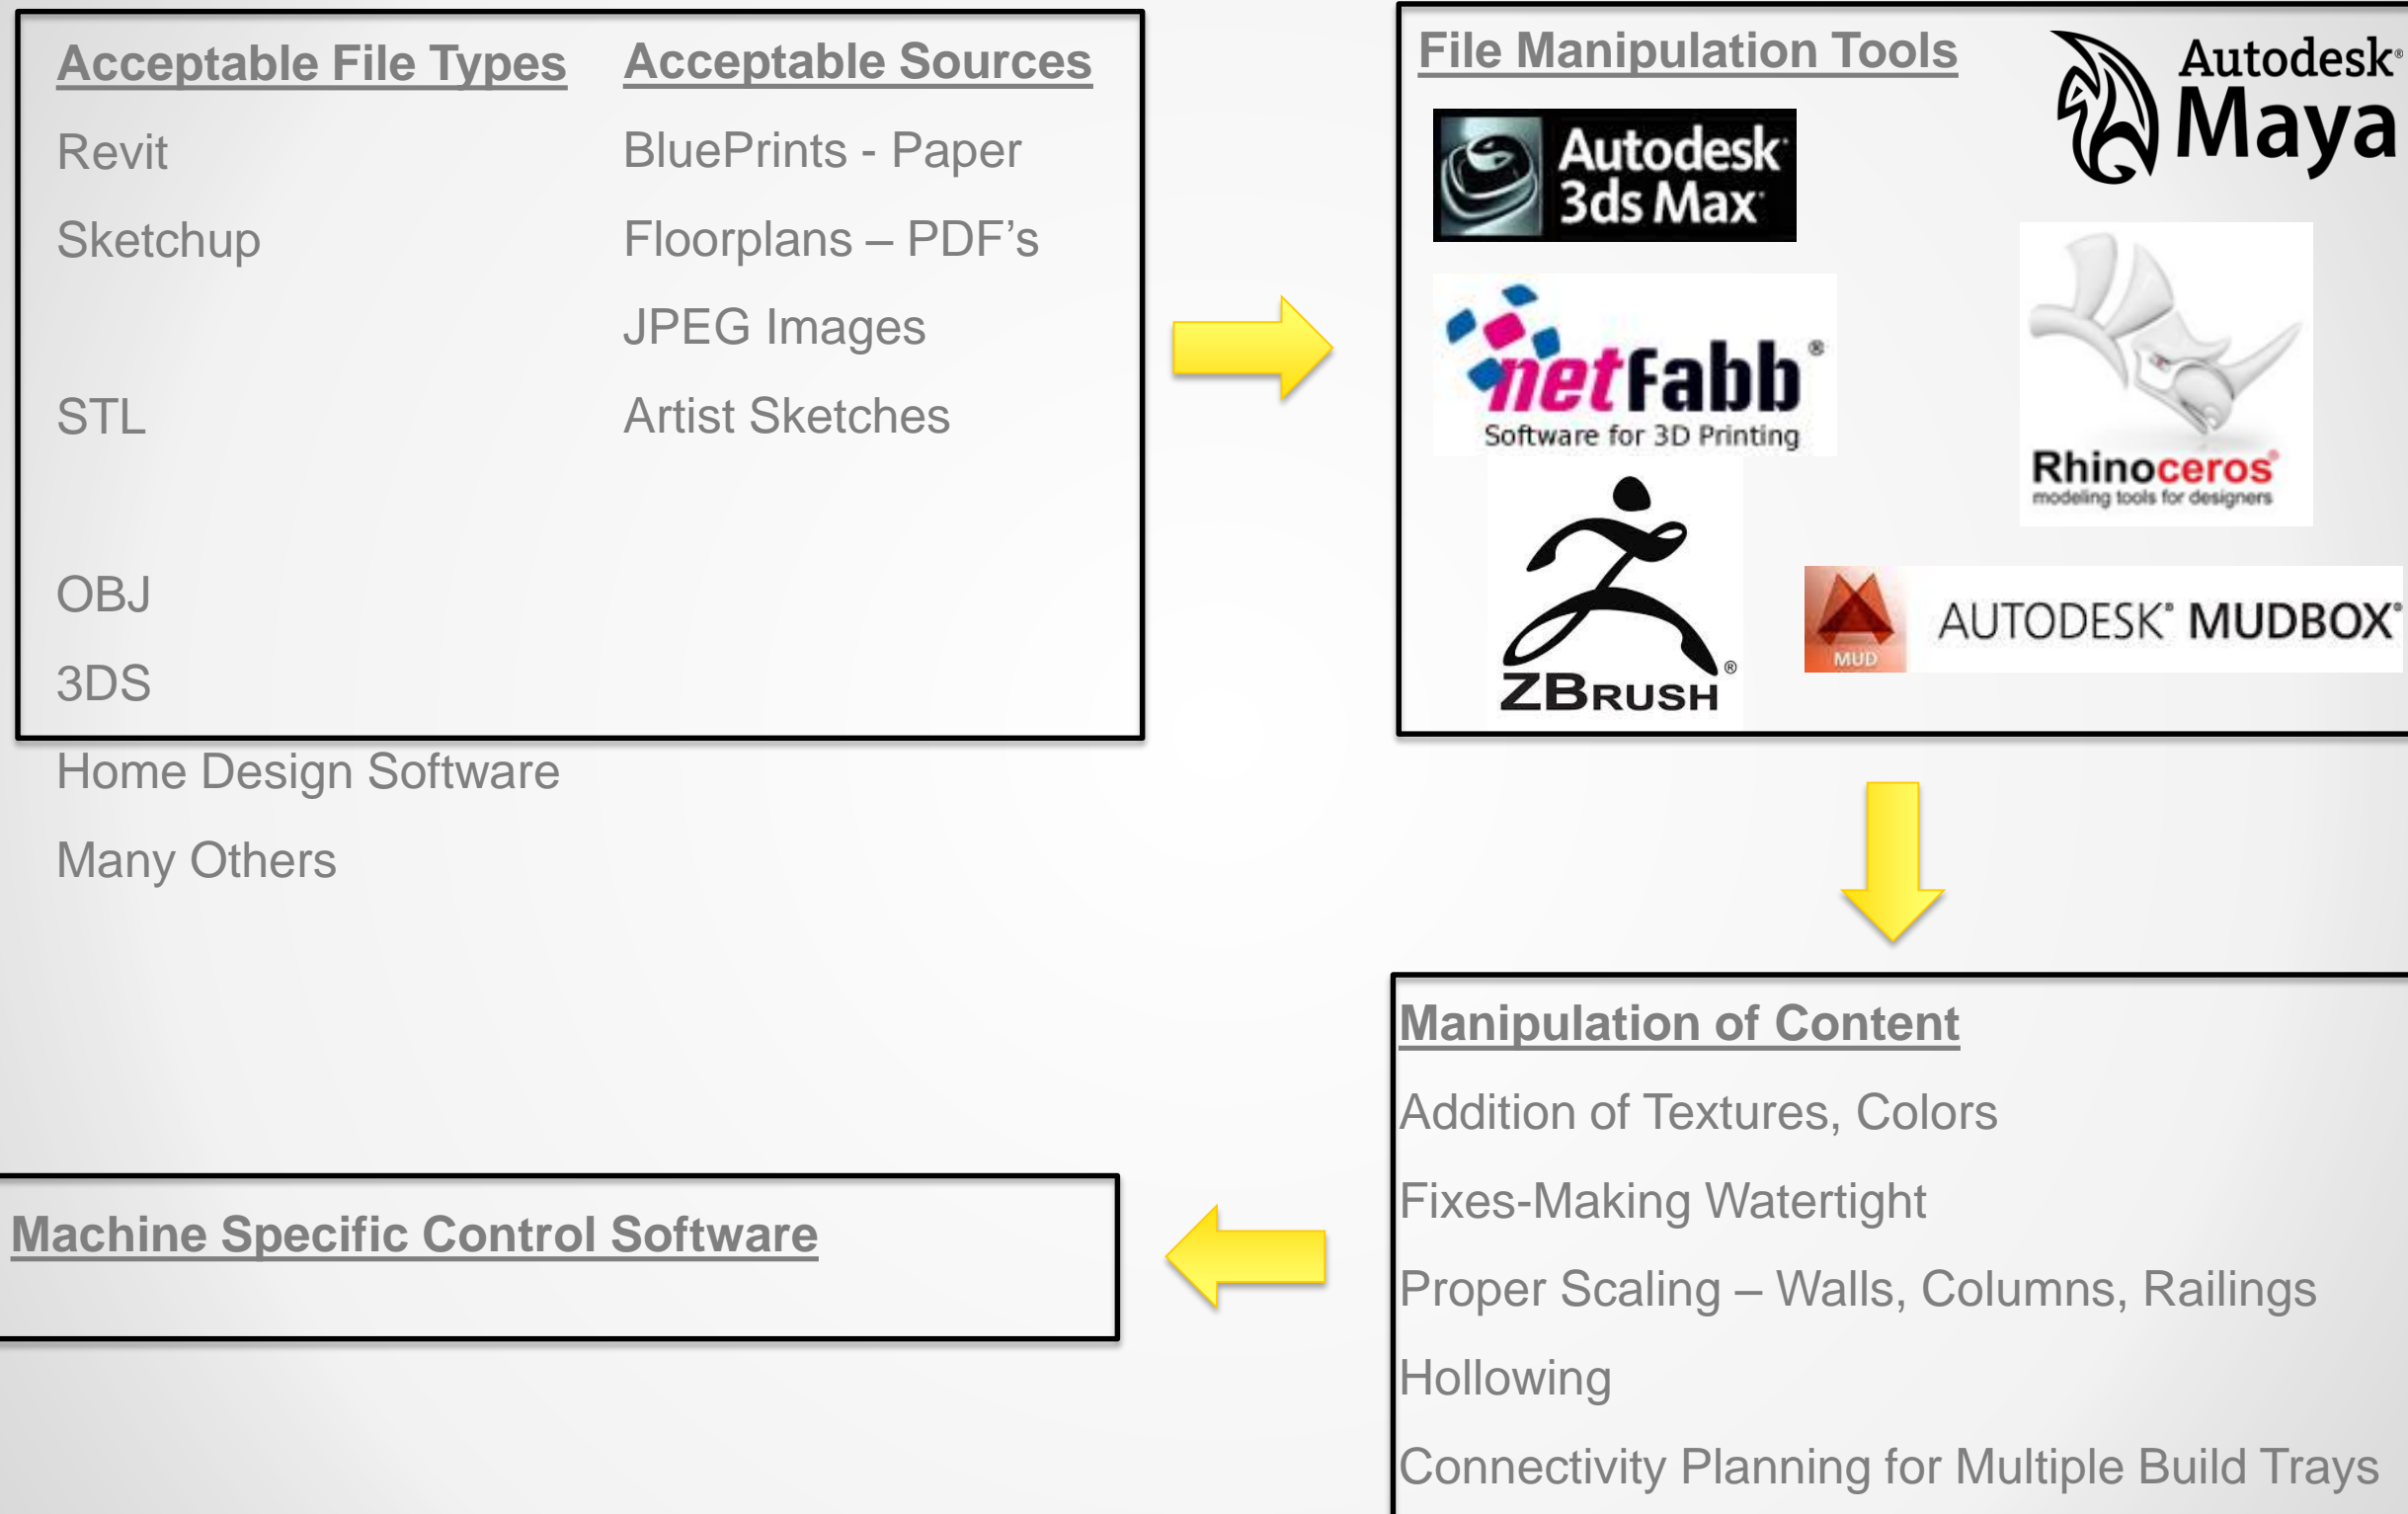 Acceptable File Types
Revit
Sketchup
STL
OBJ
3DS
Home Design Software
Many Others
Acceptable Sources
BluePrints - Paper
Floorplans – PDF’s
JPEG Images
Artist Sketches
File Manipulation Tools
Autodesk®
Maya
Autodesk
3ds Max
netfabb®
Software for 3D Printing
Rhinoceros®
modeling tools for designers
ZBRUSH®
MUD
AUTODESK® MUDBOX®
Manipulation of Content
Addition of Textures, Colors
Fixes-Making Watertight
Proper Scaling – Walls, Columns, Railings
Hollowing
Connectivity Planning for Multiple Build Trays
Machine Specific Control Software